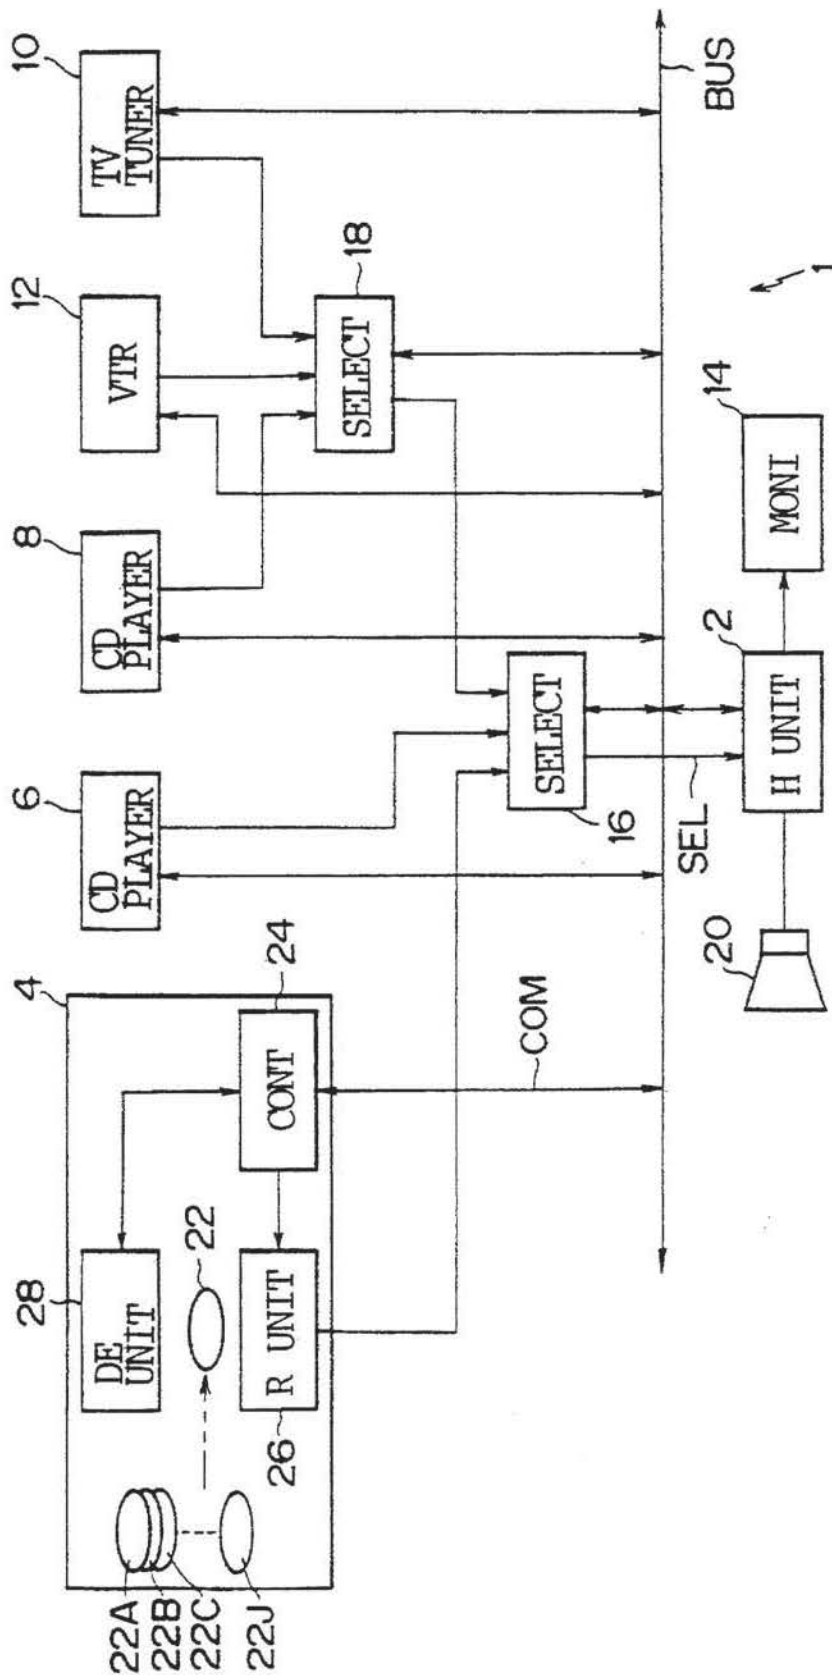 4
6
8
12
10
28
24
CD
PLAYER
CD
PLAYER
VTR
TV
TUNER
DE
UNIT
22A
22B
22C
22J
22
CONT
R UNIT
26
18
SELECT
COM
SELECT
16
BUS
SEL
20
2
H UNIT
14
MONI
1